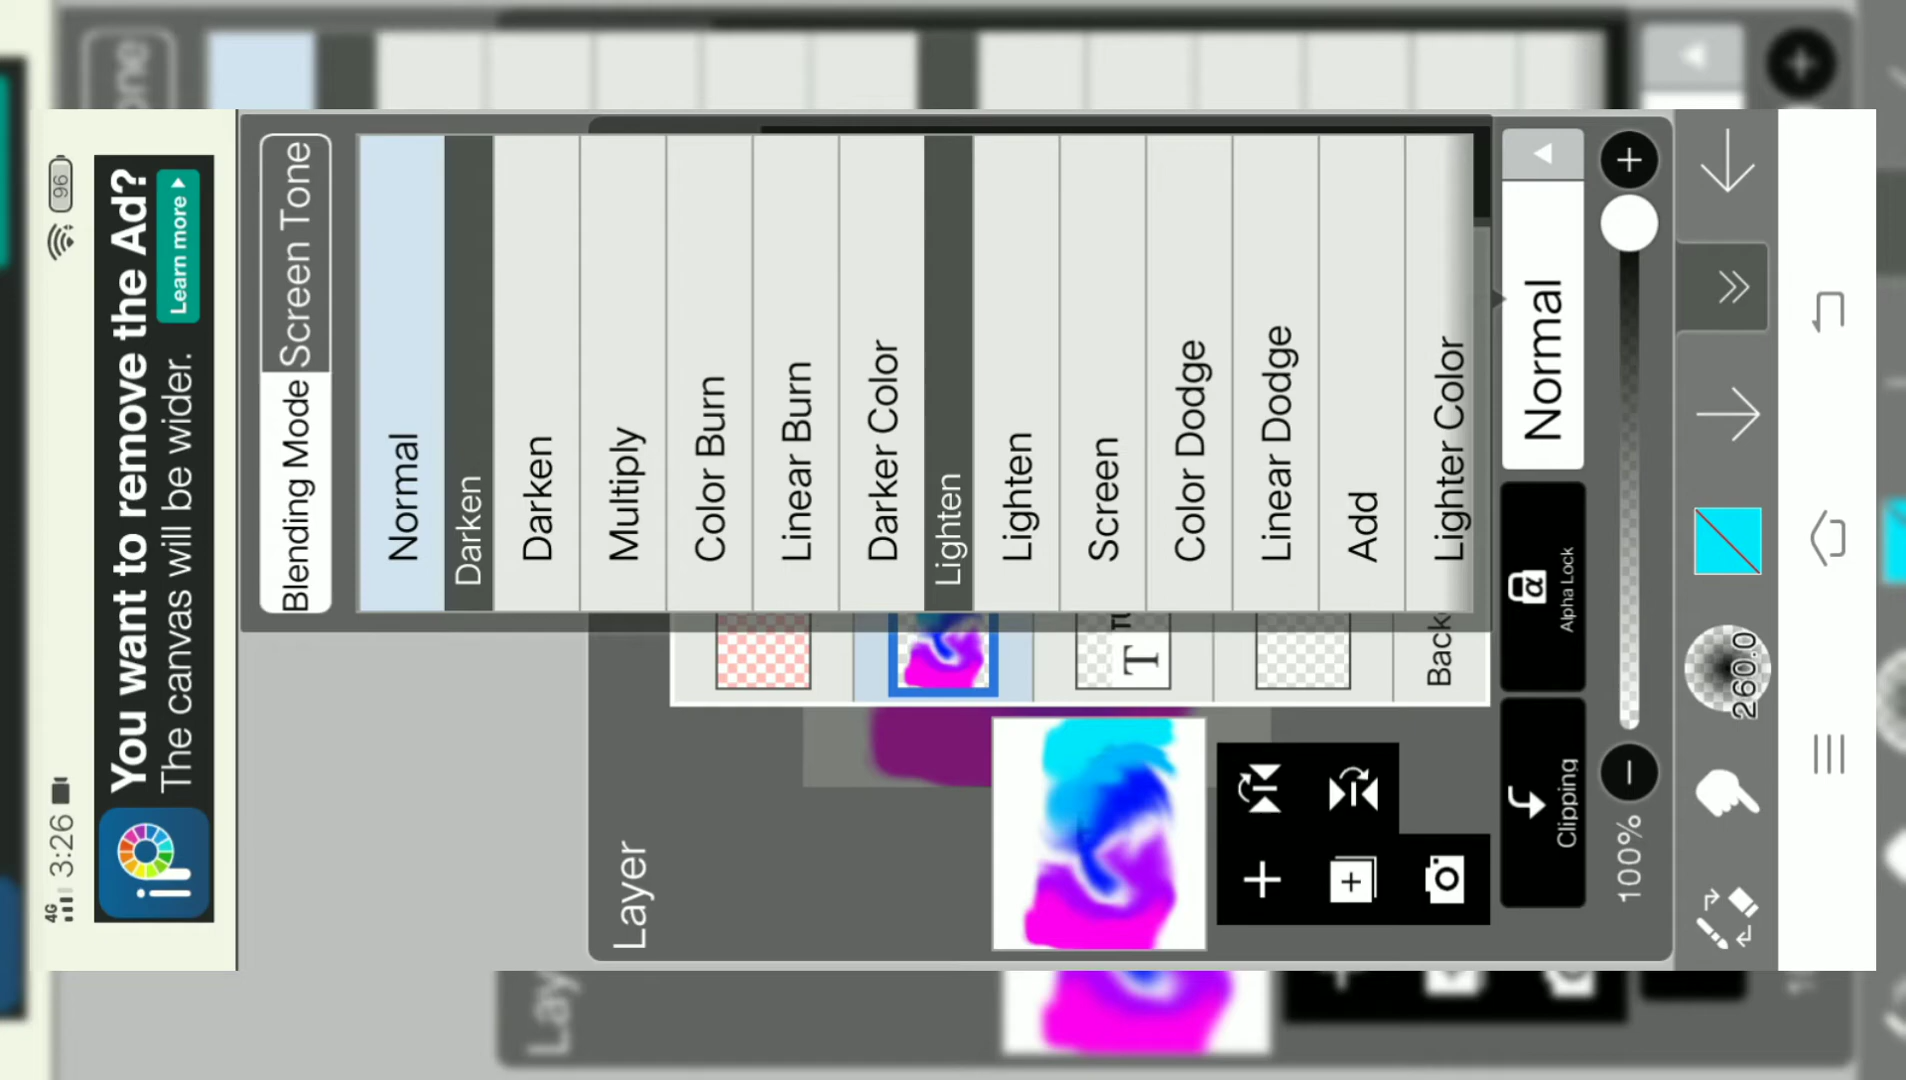 4G 3:26 96
iP
You want to remove the Ad?
The canvas will be wider.
Learn more
Blending Mode
Screen Tone
Normal
Darken
Darken
Multiply
Color Burn
Linear Burn
Darker Color
Lighten
Lighten
Screen
Color Dodge
Linear Dodge
Add
Lighter Color
Layer
T
Back
Clipping
α
Alpha Lock
Normal
100%
260.0